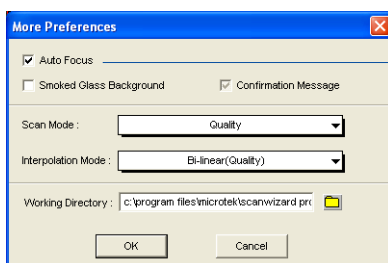 More Preferences
Auto Focus
Smoked Glass Background Confirmation Message
Scan Mode : Quality
Interpolation Mode : Bi-linear(Quality)
Working Directory : c:\program files\microtek\scanwizard pro
OK Cancel